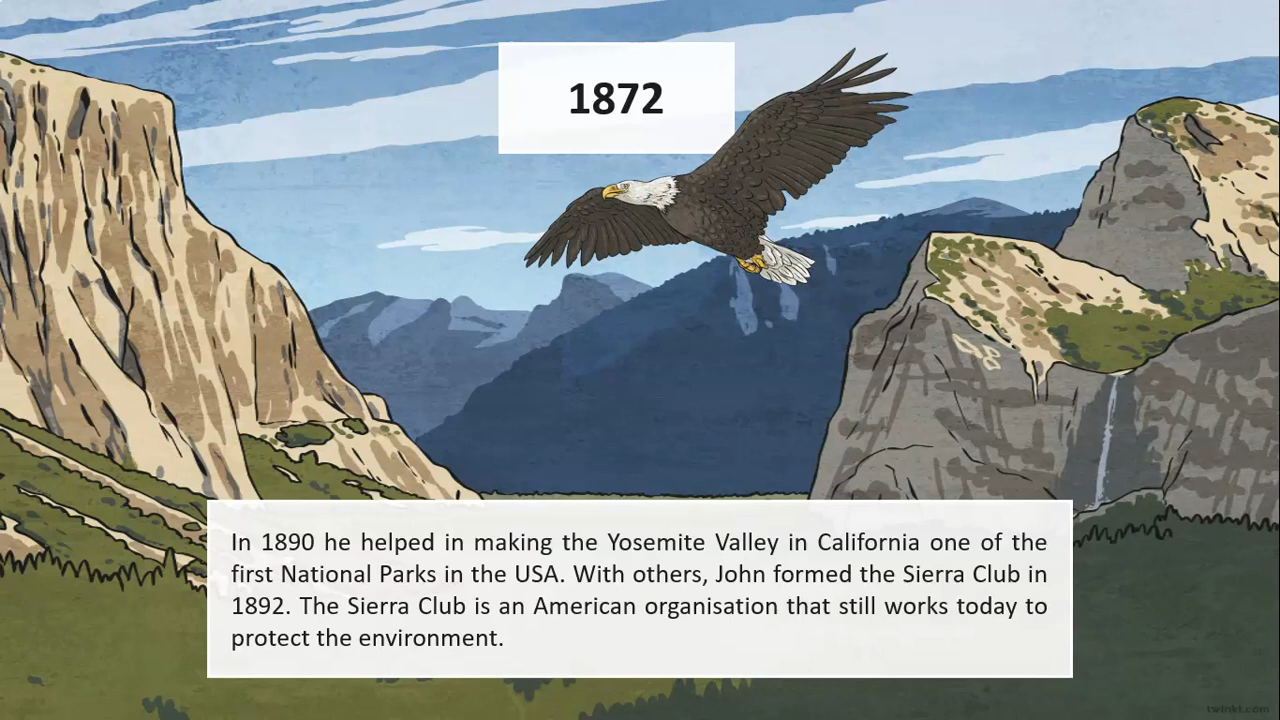 1872
In 1890 he helped in making the Yosemite Valley in California one of the
first National Parks in the USA. With others, John formed the Sierra Club in
1892. The Sierra Club is an American organisation that still works today to
protect the environment.
twinkl.com